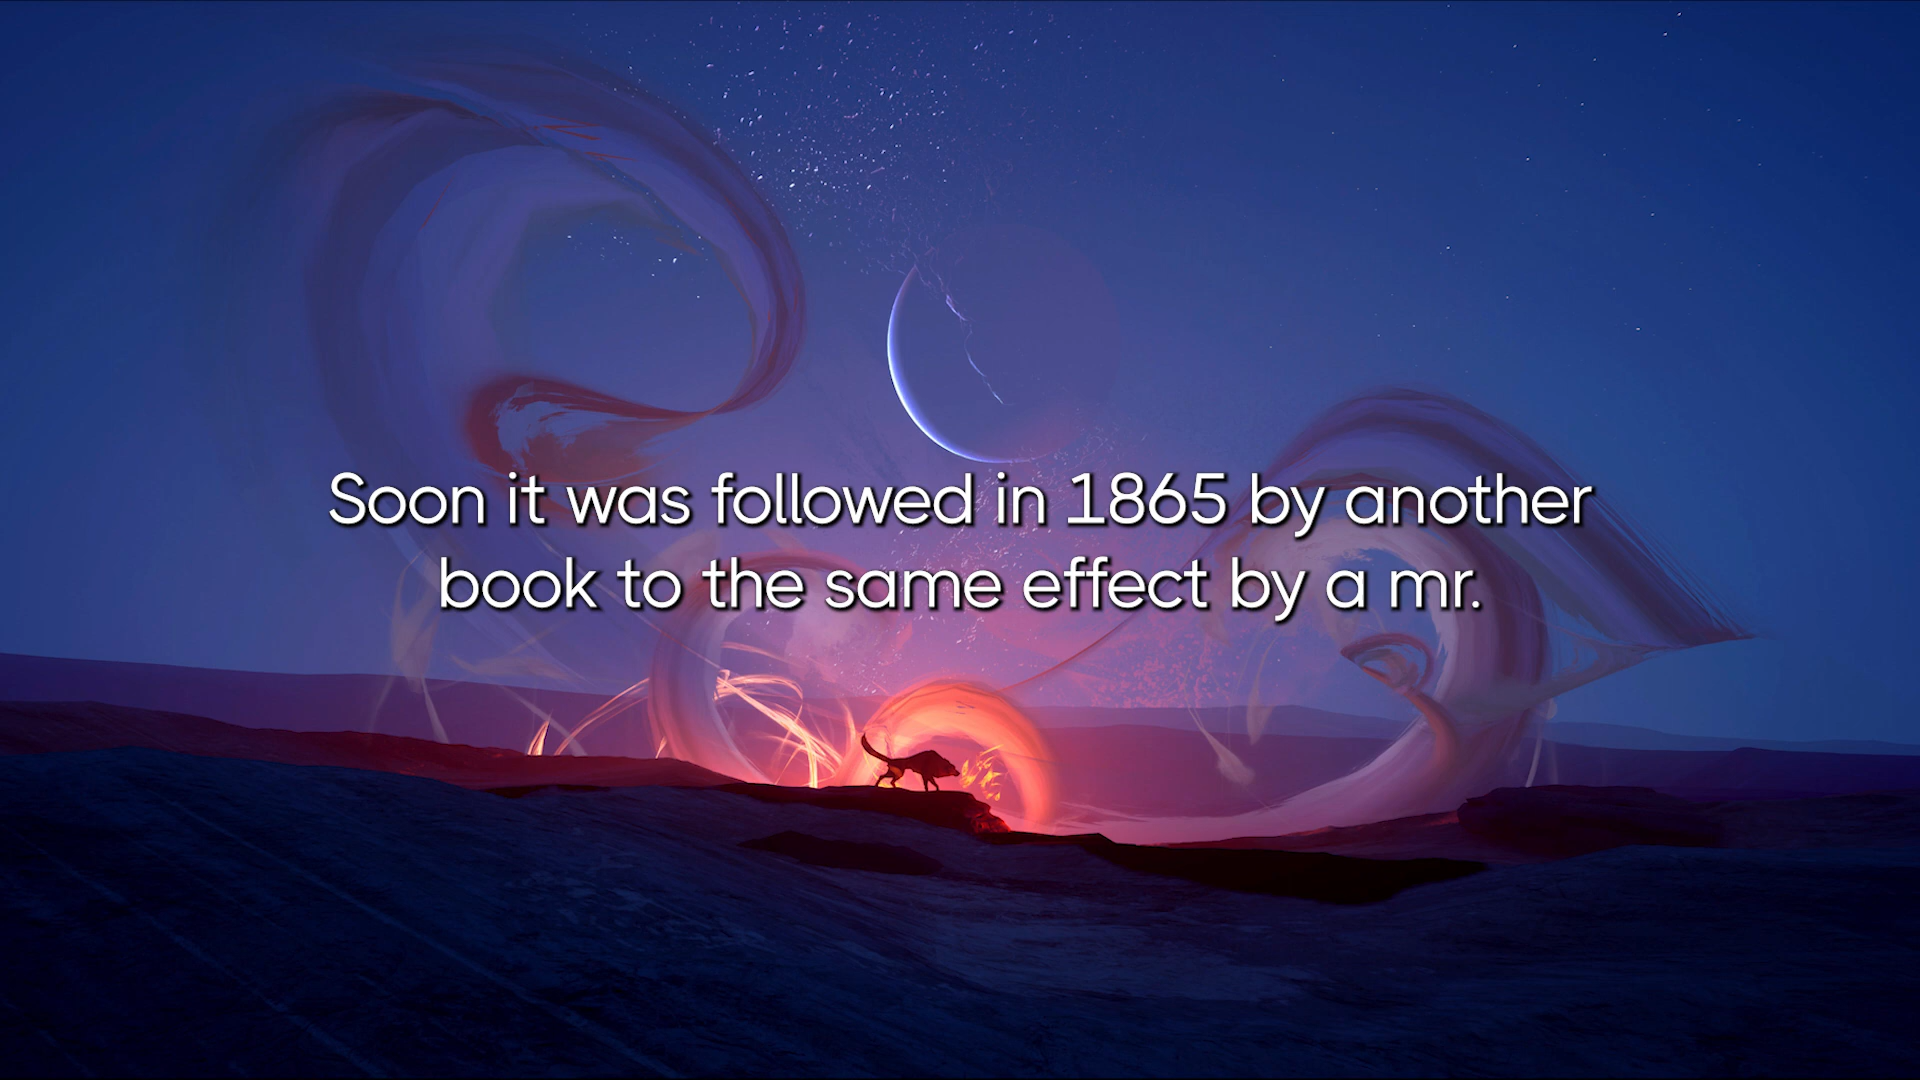 Soon it was followed in 1865 by another
book to the same effect by a mr.